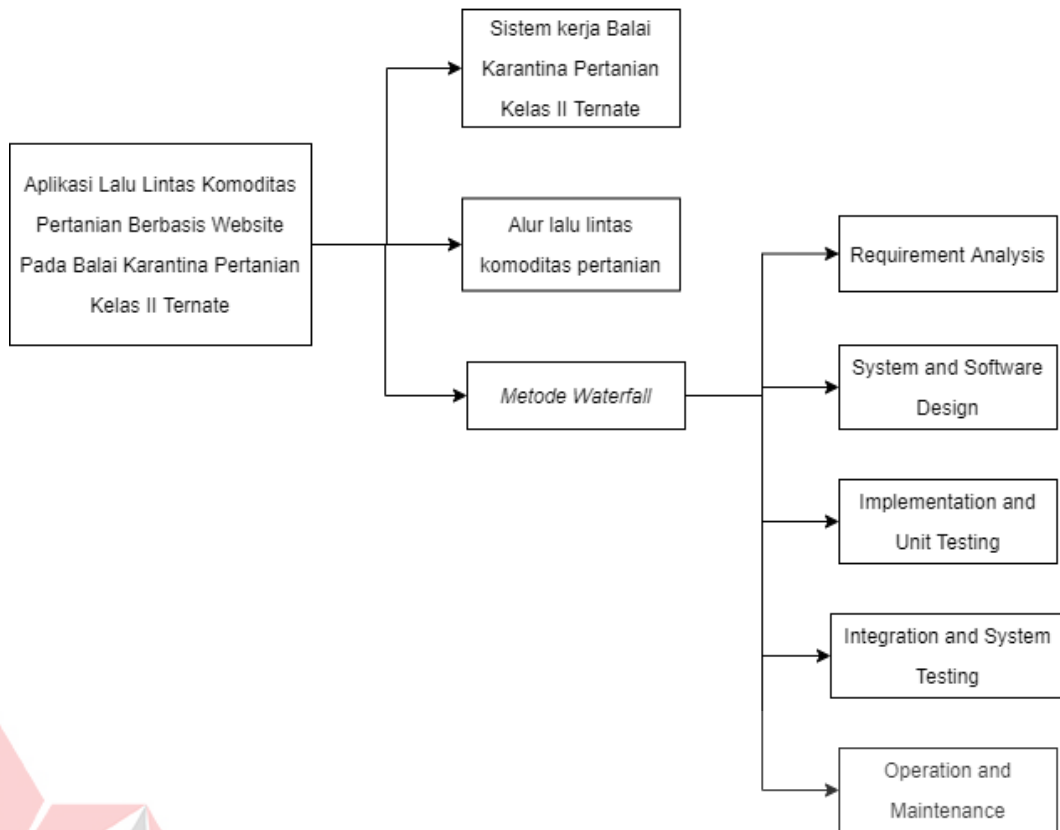 Sistem kerja Balai
Karantina Pertanian
Kelas II Ternate
Aplikasi Lalu Lintas Komoditas
Pertanian Berbasis Website
Pada Balai Karantina Pertanian
Kelas II Ternate
Alur lalu lintas
komoditas pertanian
Metode Waterfall
Requirement Analysis
System and Software
Design
Implementation and
Unit Testing
Integration and System
Testing
Operation and
Maintenance